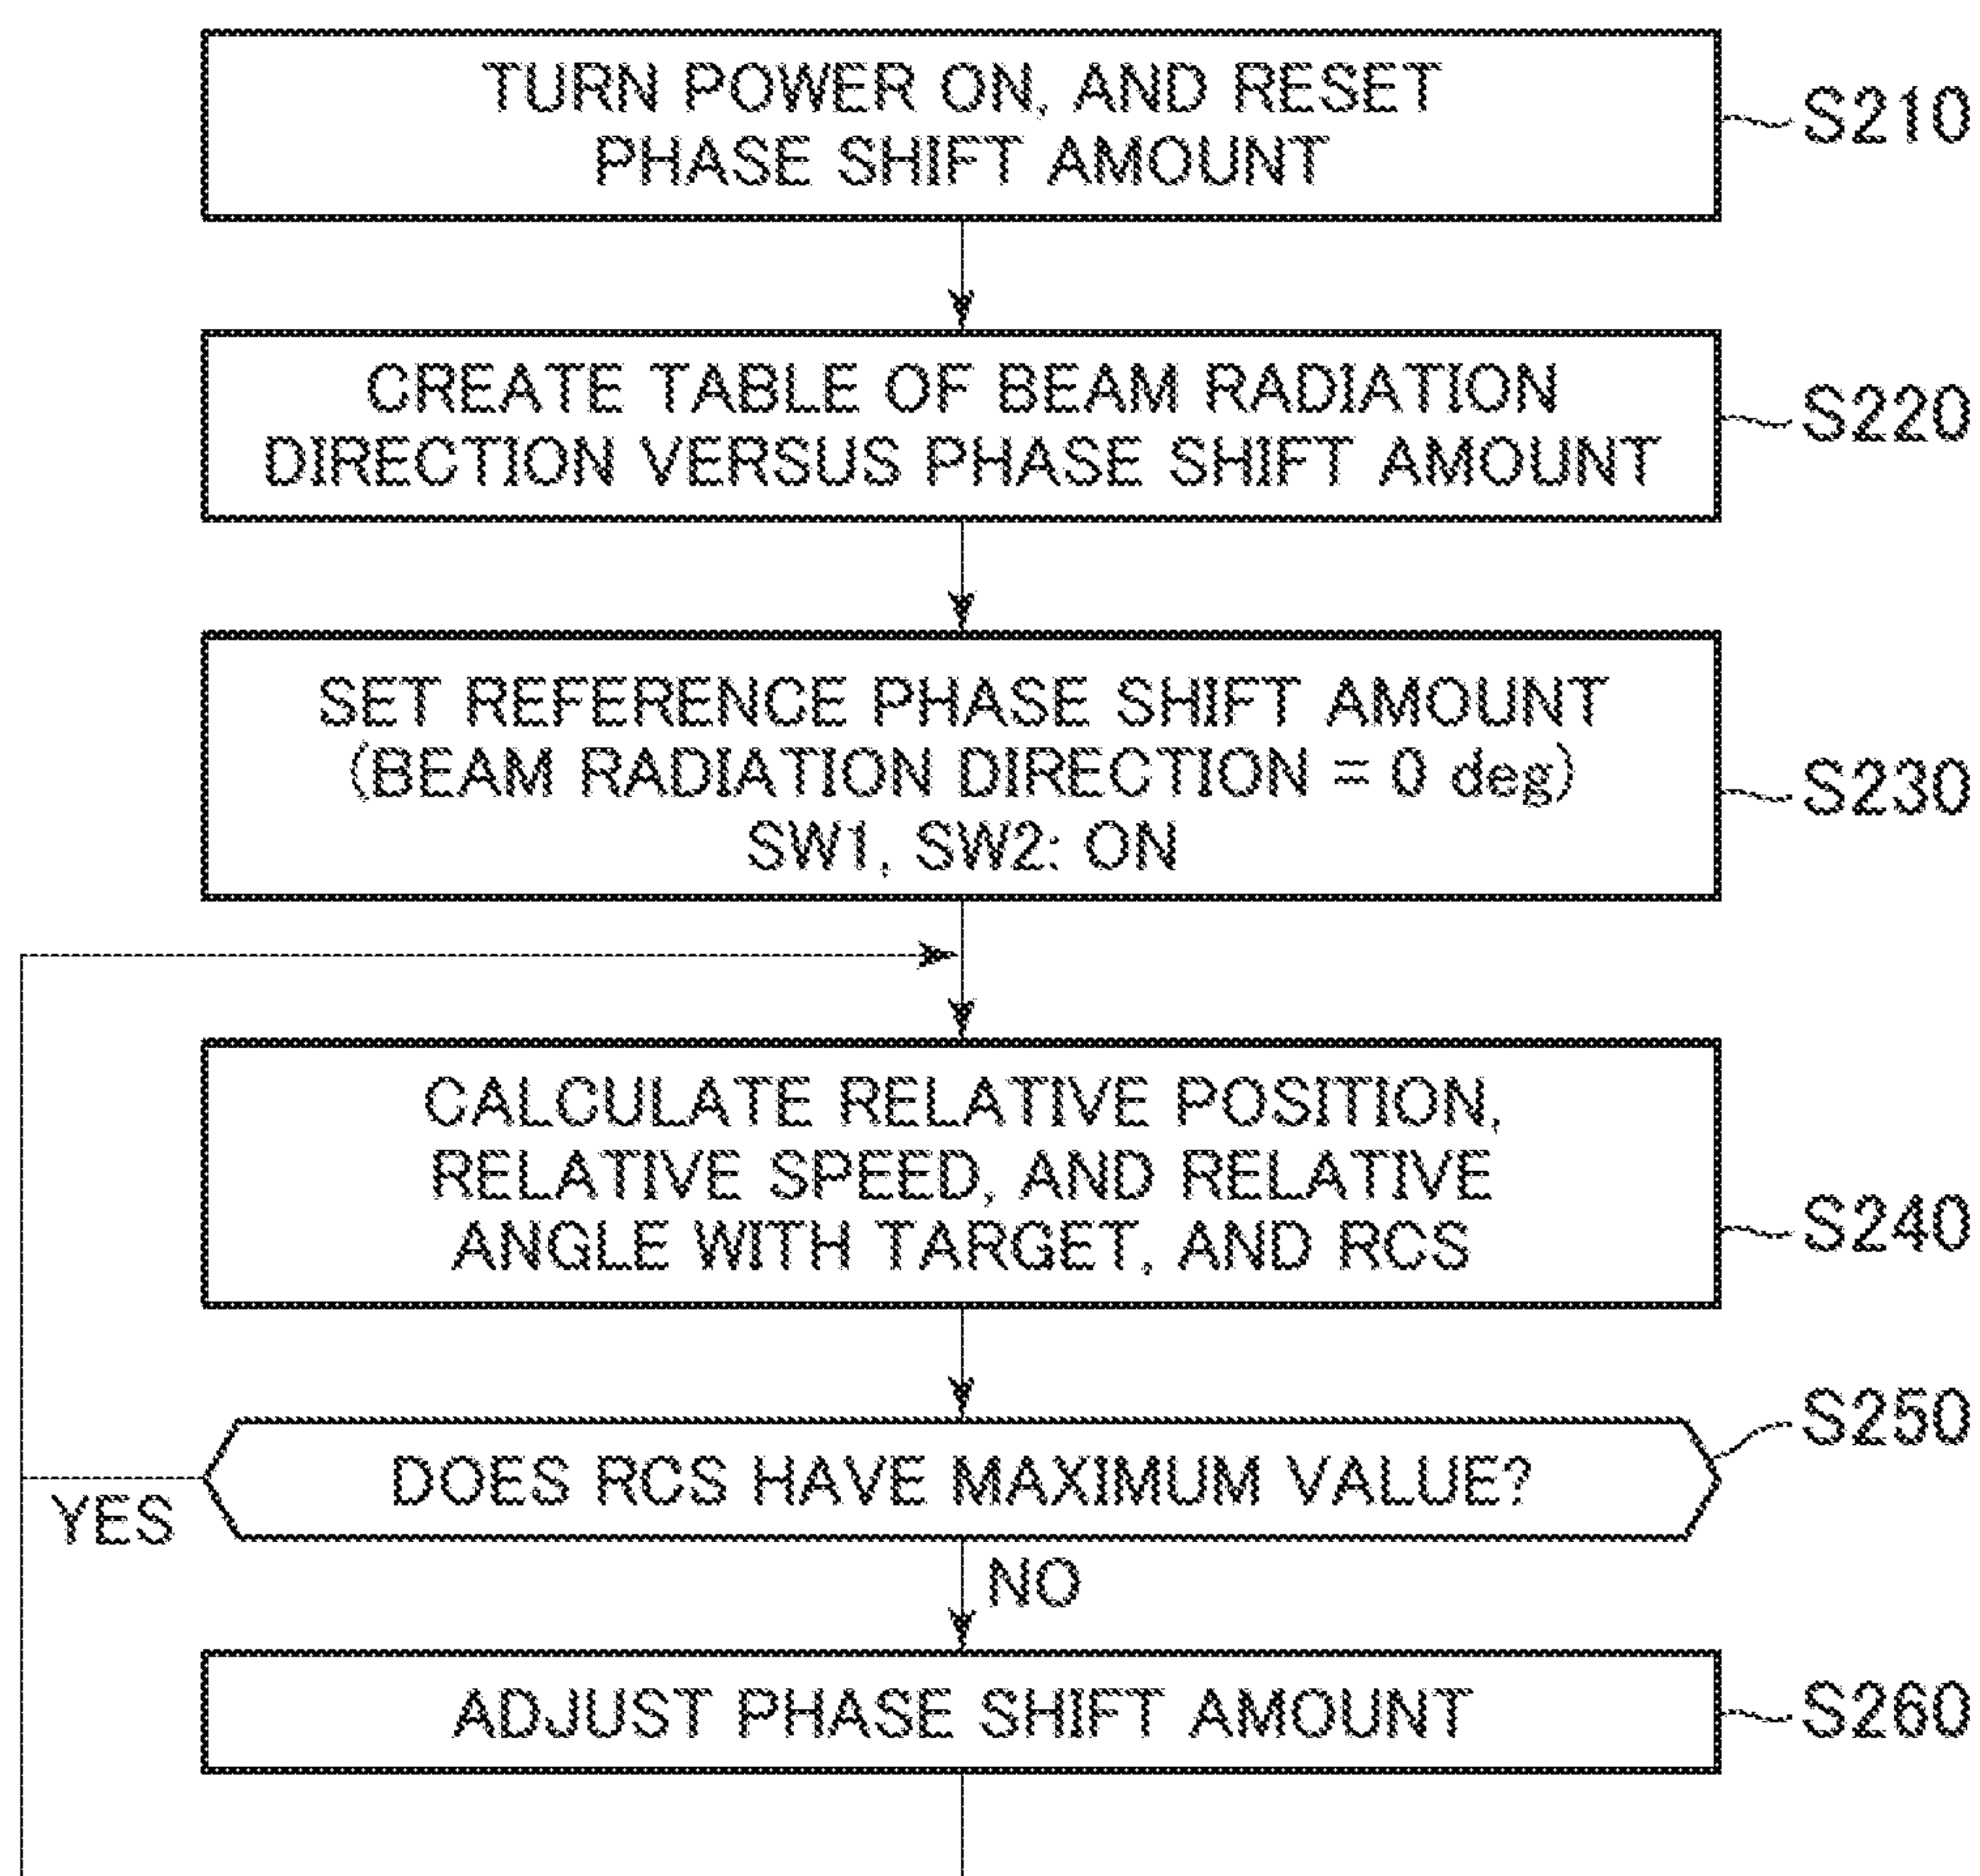 TURN POWER ON, AND RESET
PHASE SHIFT AMOUNT
S210
CREATE TABLE OF BEAM RADIATION
DIRECTION VERSUS PHASE SHIFT AMOUNT
S220
SET REFERENCE PHASE SHIFT AMOUNT
(BEAM RADIATION DIRECTION = 0 deg)
SW1, SW2: ON
S230
CALCULATE RELATIVE POSITION,
RELATIVE SPEED, AND RELATIVE
ANGLE WITH TARGET, AND RCS
S240
DOES RCS HAVE MAXIMUM VALUE?
S250
YES
NO
ADJUST PHASE SHIFT AMOUNT
S260